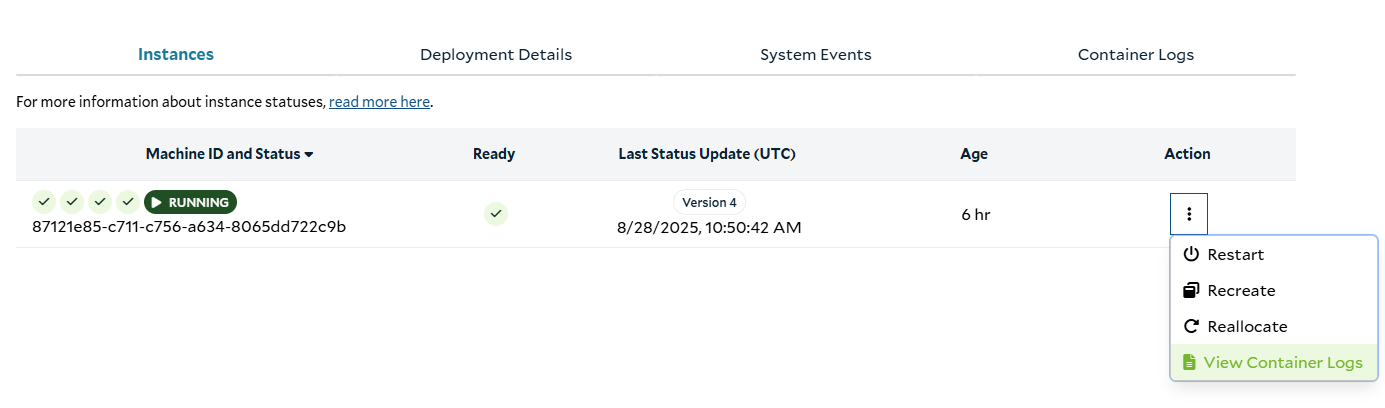 Instances Deployment Details System Events Container Logs
For more information about instance statuses, read more here.
Machine ID and Status Ready Last Status Update (UTC) Age Action
RUNNING Version 4
87121e85-c711-c756-a634-8065dd722c9b 8/28/2025, 10:50:42 AM 6 hr
Restart
Recreate
Reallocate
View Container Logs